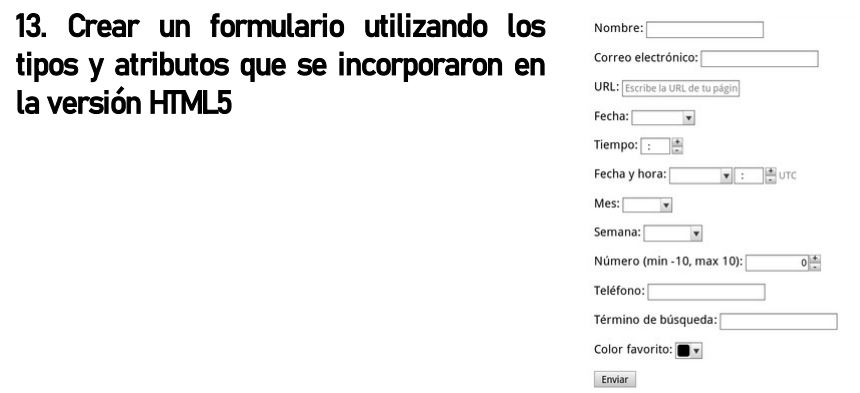 13. Crear un formulario utilizando los
tipos y atributos que se incorporaron en
la versión HTML5
Nombre:
Correo electrónico:
URL: Escribe la URL de tu págin
Fecha:
Tiempo: :
Fecha y hora: : UTC
Mes:
Semana:
Número (min -10, max 10): 0
Teléfono:
Término de búsqueda:
Color favorito:
Enviar